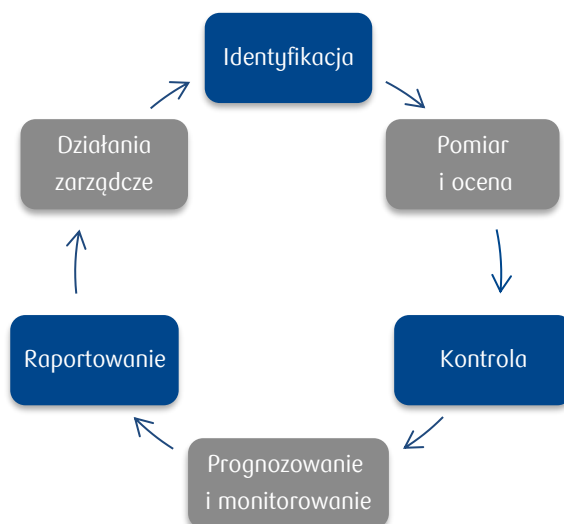 Identyfikacja
Pomiar
i ocena
Kontrola
Prognozowanie
i monitorowanie
Raportowanie
Działania
zarządcze